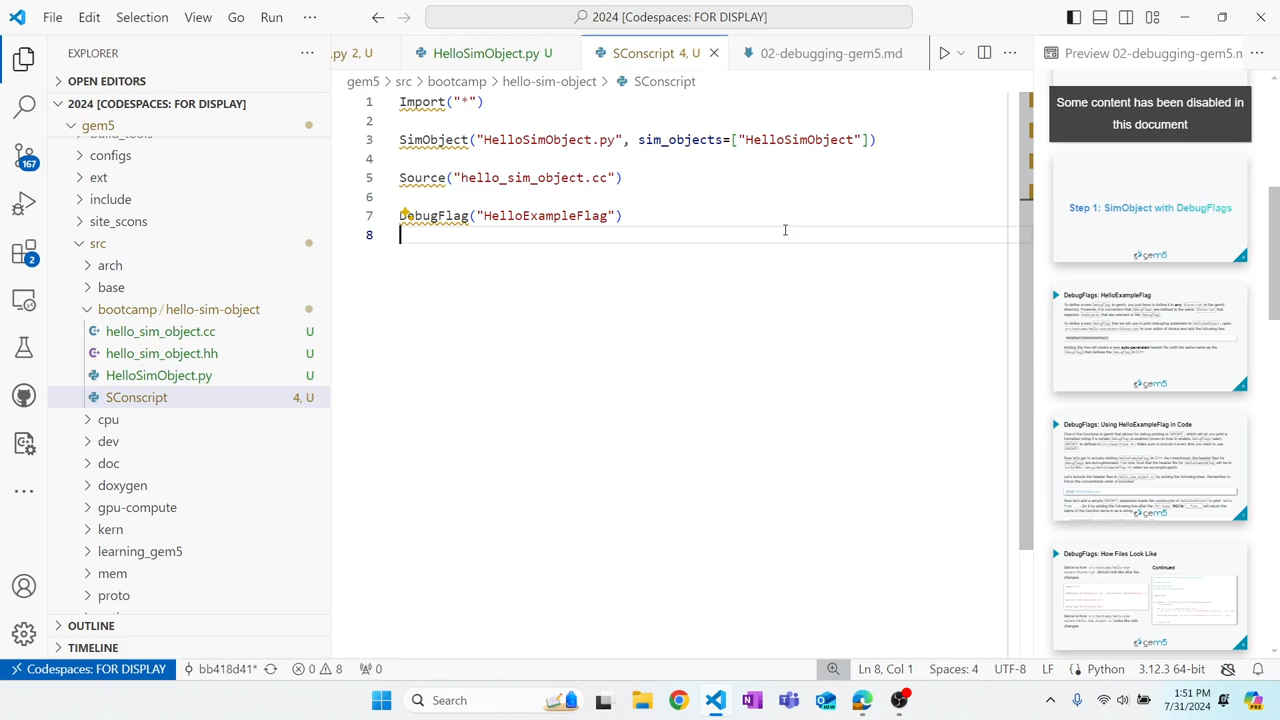 File Edit Selection View Go Run ··· 2024 [Codespaces: FOR DISPLAY]
EXPLORER
OPEN EDITORS
2024 [CODESPACES: FOR DISPLAY]
gem5
configs
ext
include
site_scons
src
arch
base
bootcamp / hello-sim-object
hello_sim_object.cc U
hello_sim_object.hh U
HelloSimObject.py U
SConscript 4, U
cpu
dev
doc
doxygen
gpu-compute
kern
learning_gem5
mem
proto
OUTLINE
TIMELINE
167
2
.py 2, U HelloSimObject.py U SConscript 4, U 02-debugging-gem5.md
gem5 > src > bootcamp > hello-sim-object > SConscript
1 Import("*")
2
3 SimObject("HelloSimObject.py", sim_objects=["HelloSimObject"])
4
5 Source("hello_sim_object.cc")
6
7 DebugFlag("HelloExampleFlag")
8
Preview 02-debugging-gem5.m
Some content has been disabled in
this document
Step 1: SimObject with DebugFlags
gem5
DebugFlags: HelloExampleFlag
gem5
DebugFlags: Using HelloExampleFlag in Code
gem5
DebugFlags: How Files Look Like
Continued
gem5
Codespaces: FOR DISPLAY bb418d41* 0 8 0 Ln 8, Col 1 Spaces: 4 UTF-8 LF Python 3.12.3 64-bit
Search
1:51 PM
7/31/2024